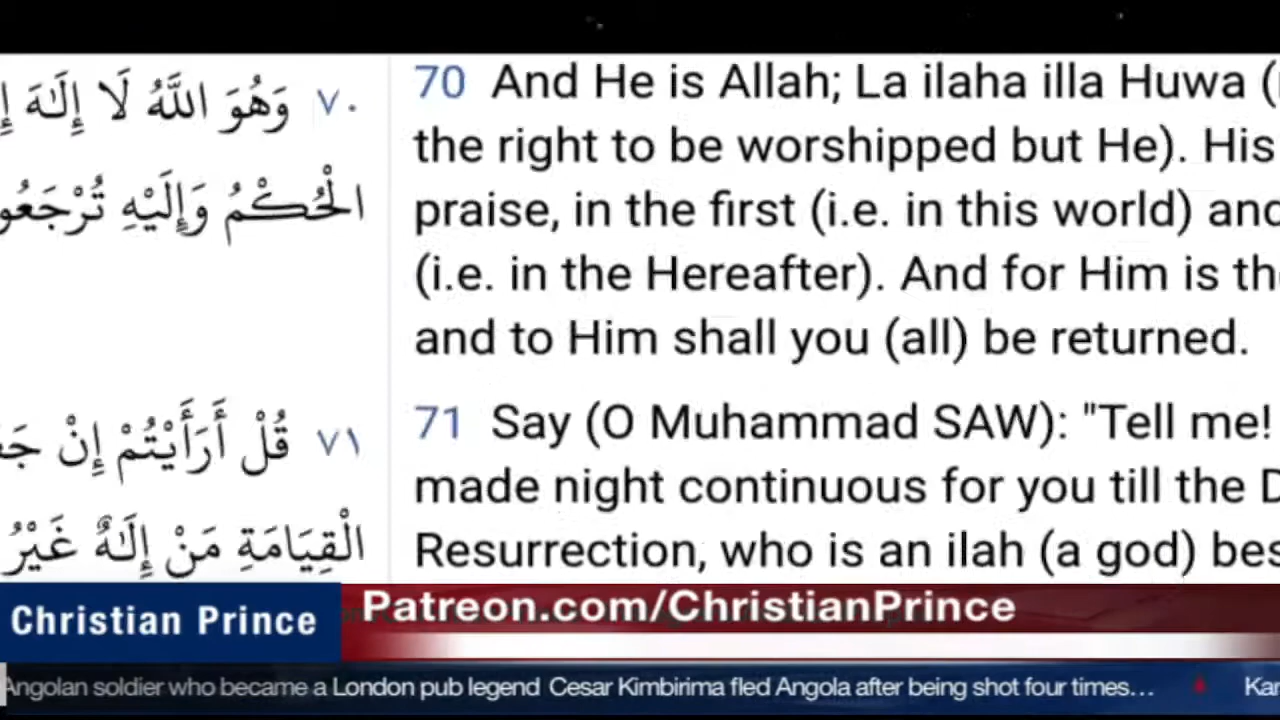 ٧٠ وَهُوَ اللَّهُ لَا إِلَٰهَ
الْحُكْمُ وَإِلَيْهِ
70 And He is Allah; La ilaha illa Huwa (
the right to be worshipped but He). His
praise, in the first (i.e. in this world) and
(i.e. in the Hereafter). And for Him is the
and to Him shall you (all) be returned.
٧١ قُلْ أَرَأَيْتُمْ إِنْ
الْقِيَامَةِ مَنْ إِلَٰهٌ غَيْرُ
71 Say (O Muhammad SAW): "Tell me!
made night continuous for you till the D
Resurrection, who is an ilah (a god) bes
Christian Prince
Patreon.com/ChristianPrince
Angolan soldier who became a London pub legend Cesar Kimbirima fled Angola after being shot four times... Kar